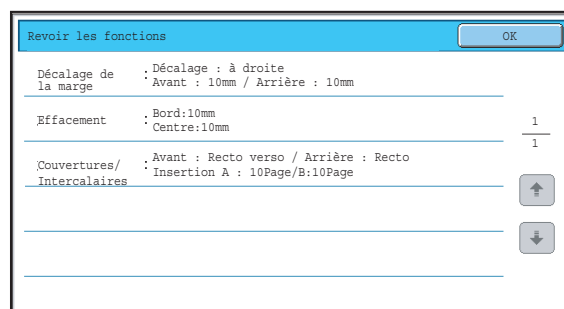 Revoir les fonctions
OK
Décalage de la marge : Décalage : à droite
Avant : 10mm / Arrière : 10mm
Effacement : Bord:10mm
Centre:10mm
Couvertures/ Intercalaires : Avant : Recto verso / Arrière : Recto
Insertion A : 10Page/B:10Page
1
1